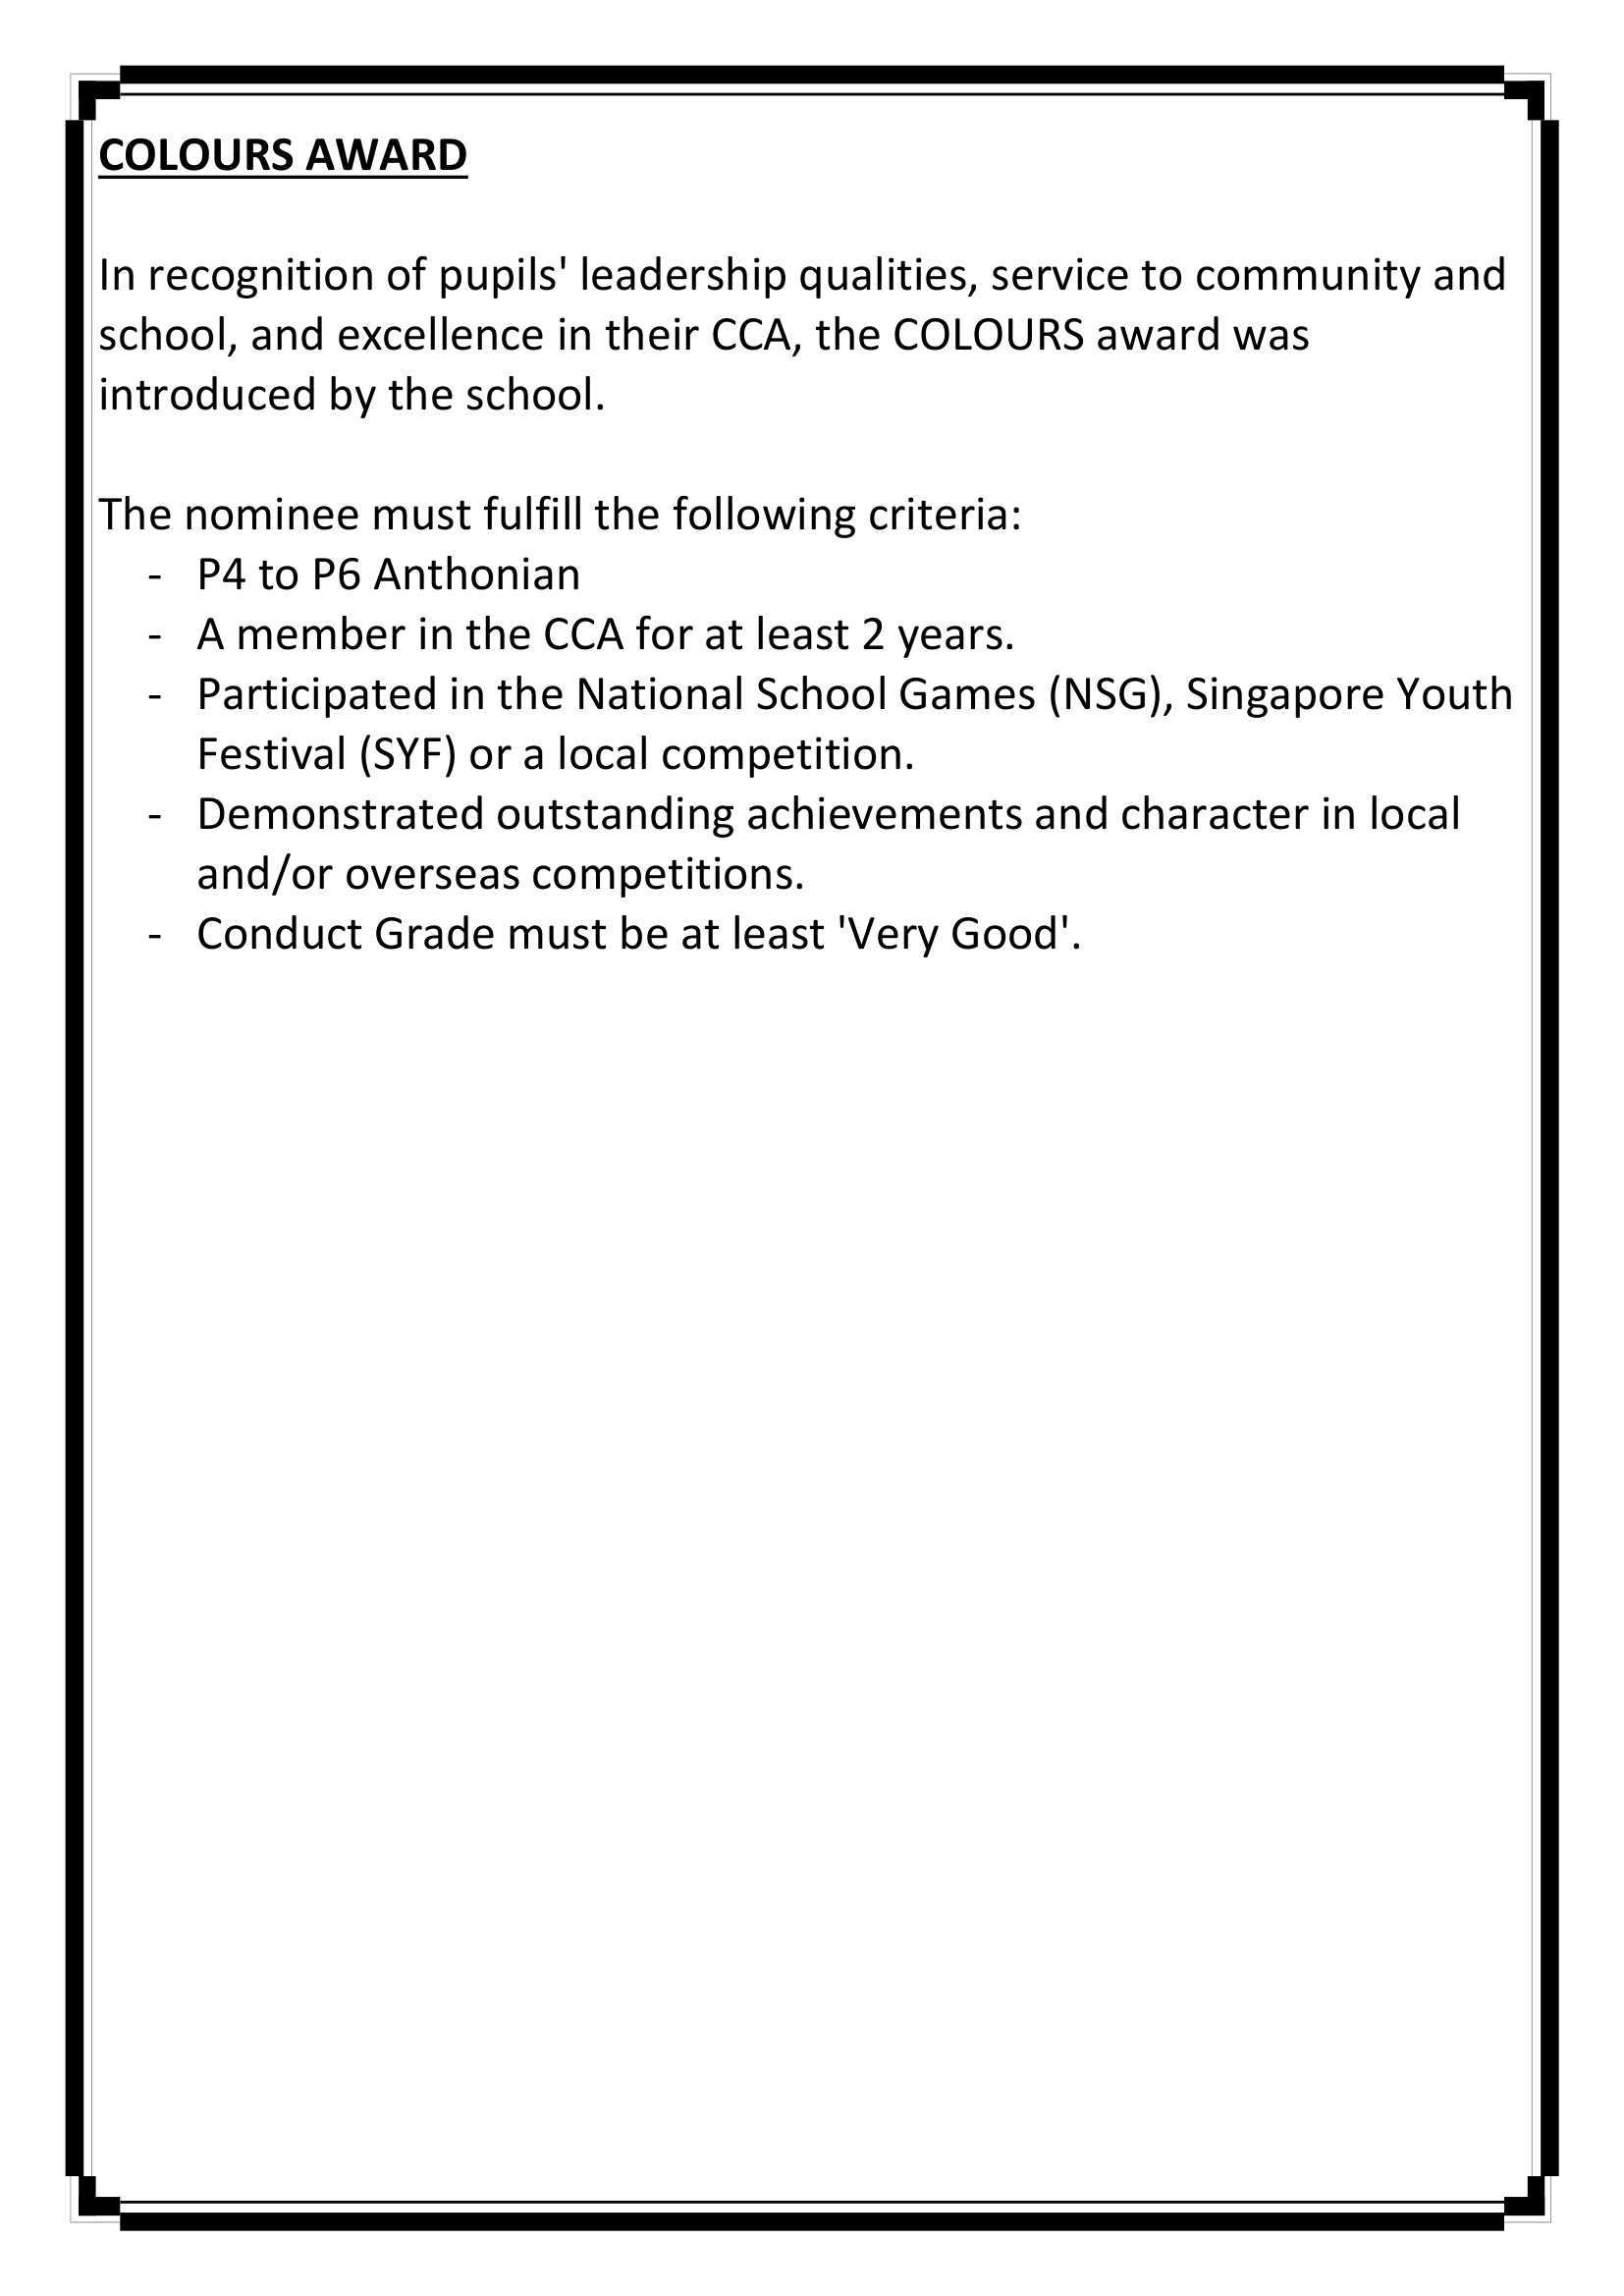 COLOURS AWARD
In recognition of pupils' leadership qualities, service to community and
school, and excellence in their CCA, the COLOURS award was
introduced by the school.
The nominee must fulfill the following criteria:
- P4 to P6 Anthonian
- A member in the CCA for at least 2 years.
- Participated in the National School Games (NSG), Singapore Youth
Festival (SYF) or a local competition.
- Demonstrated outstanding achievements and character in local
and/or overseas competitions.
- Conduct Grade must be at least 'Very Good'.